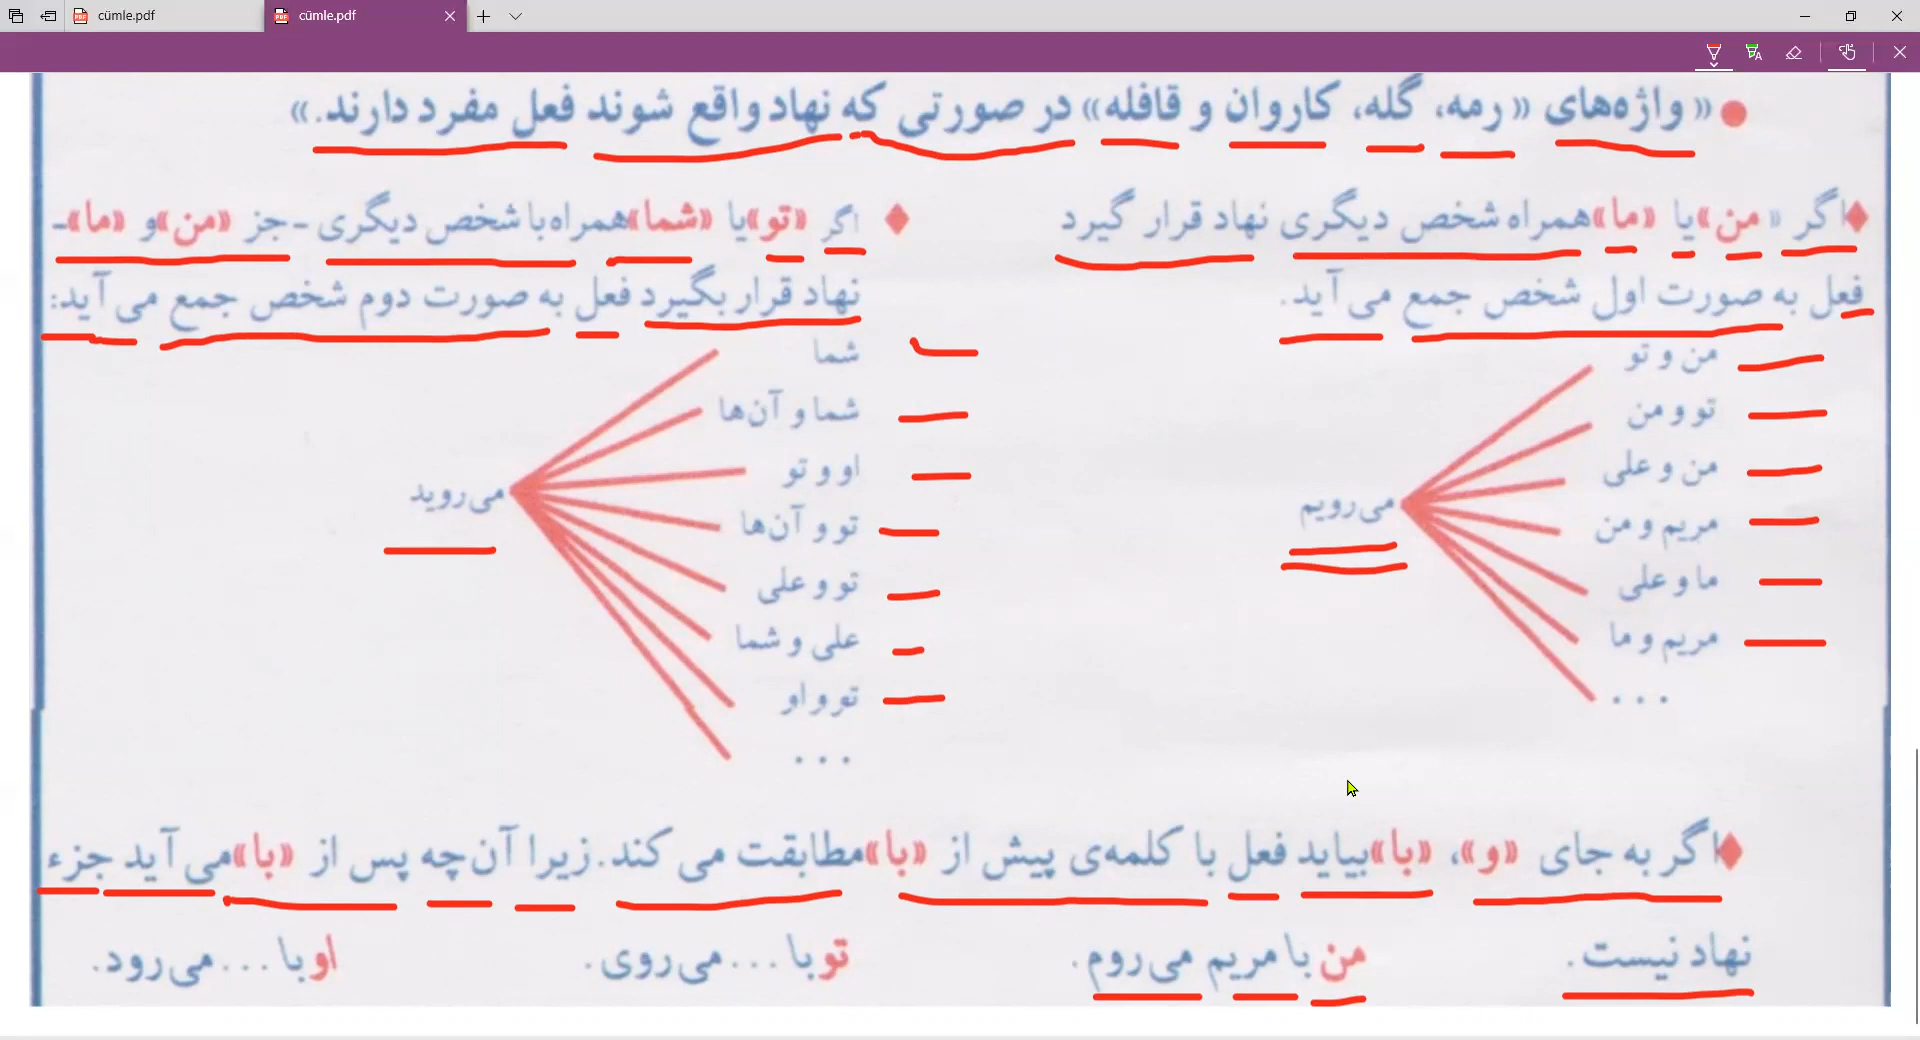 cümle.pdf
cümle.pdf
« واژه‌های « رمه، گله، کاروان و قافله» در صورتی که نهاد واقع شوند فعل مفرد دارند.»
اگر « من» یا «ما» همراه شخص دیگری نهاد قرار گیرد
فعل به صورت اول شخص جمع می آید.
من و تو
تو و من
من و علی
مریم و من
ما و علی
مریم و ما
...
می‌رویم
اگر «تو» یا «شما» همراه با شخص دیگری - جز «من» و «ما»-
نهاد قرار بگیرد فعل به صورت دوم شخص جمع می آید:
شما
شما و آن‌ها
او و تو
تو و آن‌ها
تو و علی
علی و شما
تو و او
...
می‌روید
اگر به جای «و»، «با» بیاید فعل با کلمه‌ی پیش از «با» مطابقت می کند. زیرا آن چه پس از «با» می آید جزء
نهاد نیست. من با مریم می‌روم. تو با ... می‌روی. او با ... می‌رود.